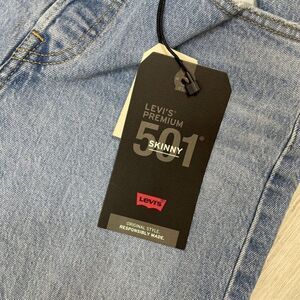 LEVI'S®
PREMIUM
501®
SKINNY
Levi's
ORIGINAL STYLE.
RESPONSIBLY MADE.